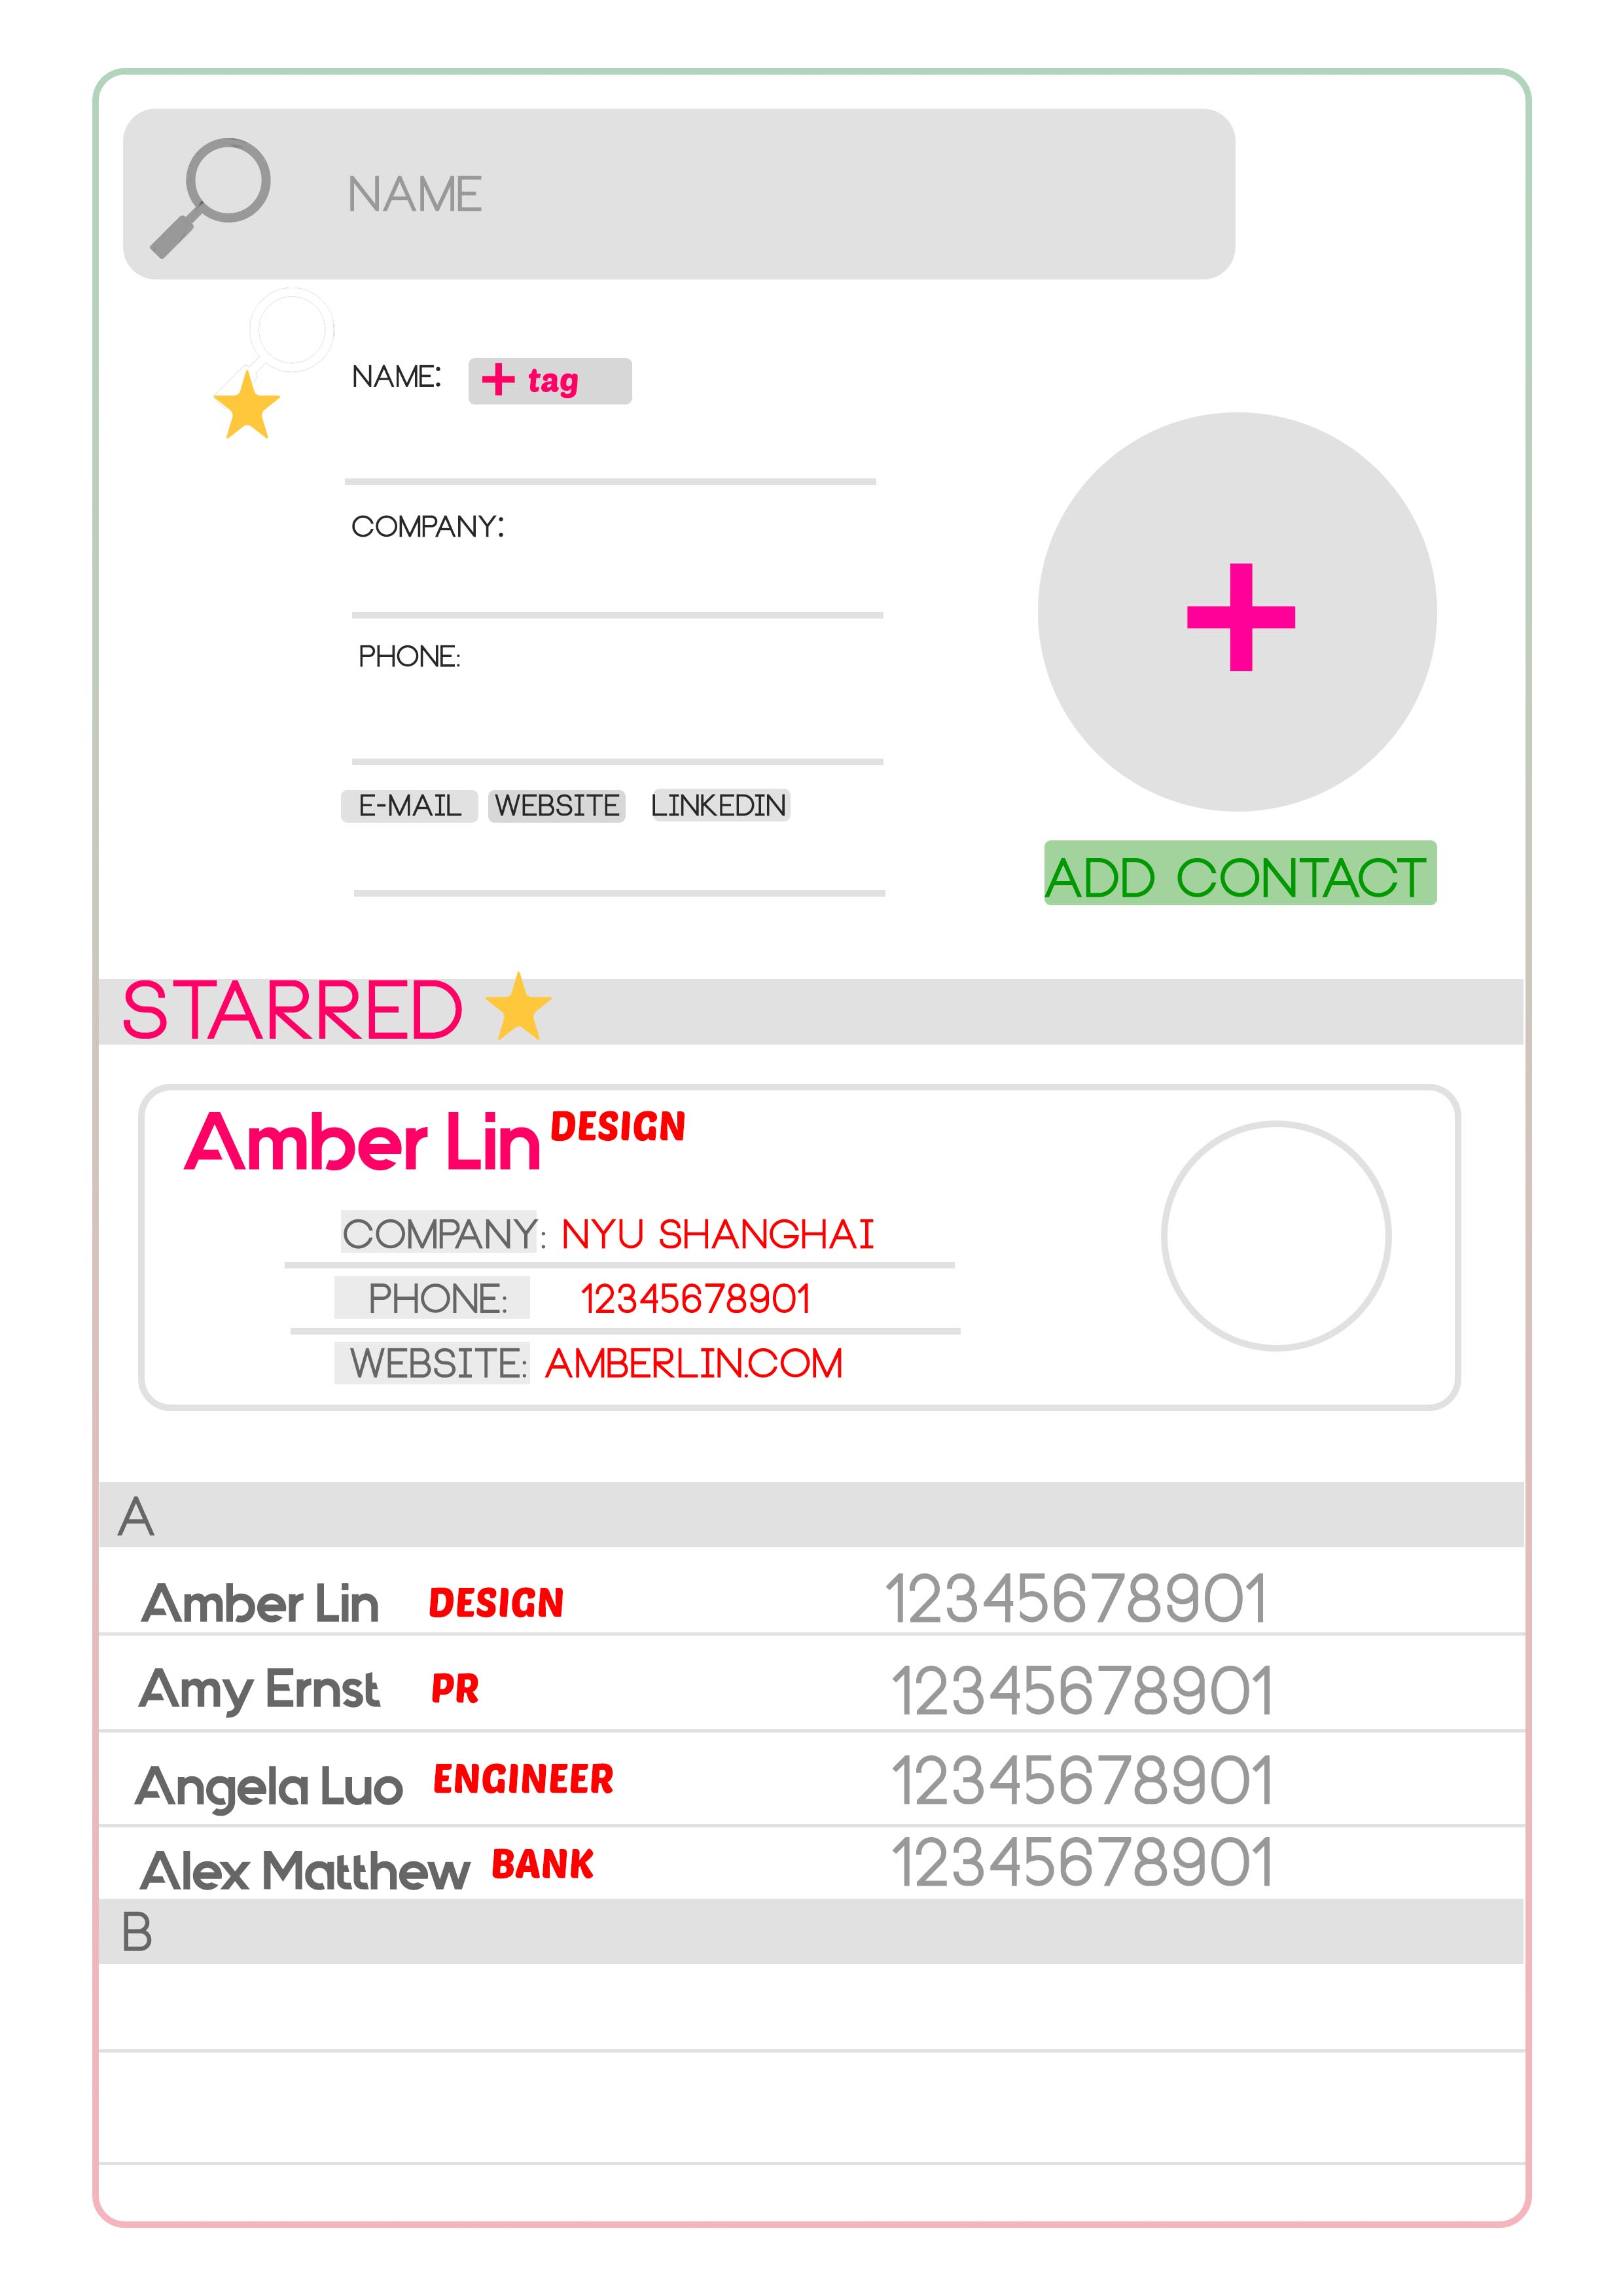 NAME
NAME: + tag
COMPANY:
PHONE:
E-MAIL WEBSITE LINKEDIN
ADD CONTACT
STARRED
Amber Lin DESIGN
COMPANY: NYU SHANGHAI
PHONE: 12345678901
WEBSITE: AMBERLIN.COM
A
Amber Lin DESIGN 12345678901
Amy Ernst PR 12345678901
Angela Luo ENGINEER 12345678901
Alex Matthew BANK 12345678901
B